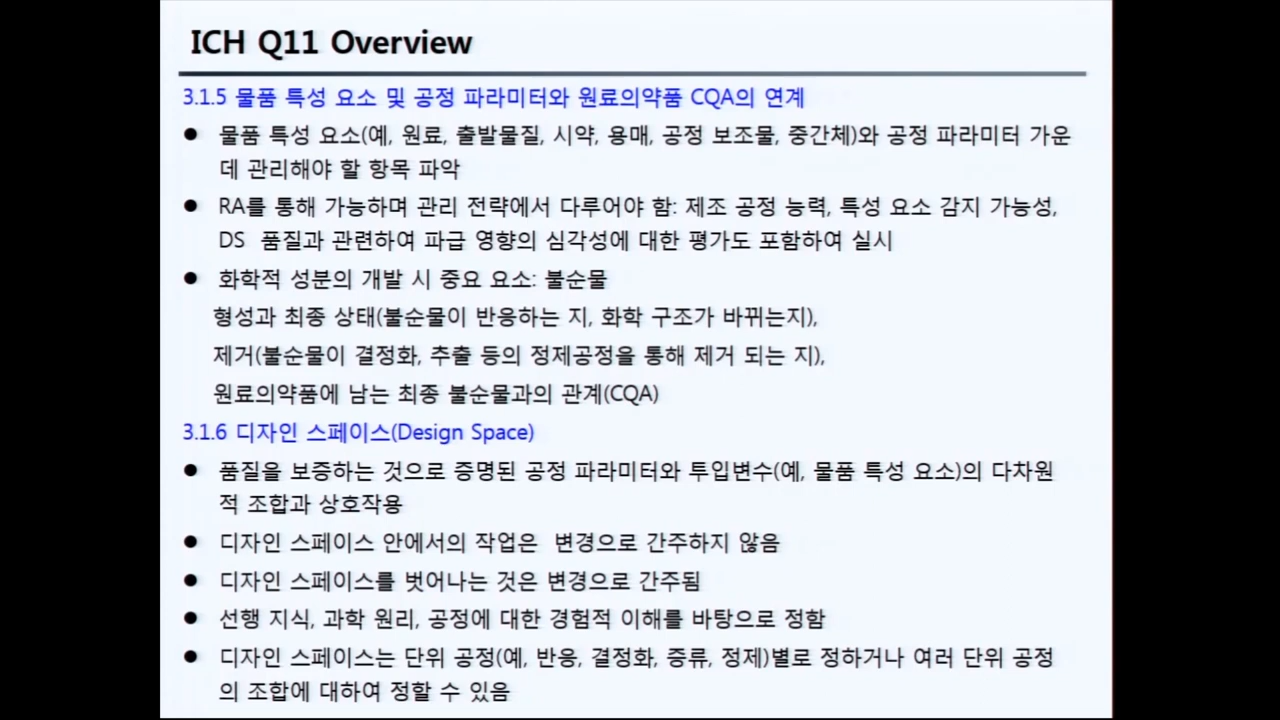 ICH Q11 Overview
3.1.5 물품 특성 요소 및 공정 파라미터와 원료의약품 CQA의 연계
● 물품 특성 요소(예, 원료, 출발물질, 시약, 용매, 공정 보조물, 중간체)와 공정 파라미터 가운
데 관리해야 할 항목 파악
● RA를 통해 가능하며 관리 전략에서 다루어야 함: 제조 공정 능력, 특성 요소 감지 가능성,
DS 품질과 관련하여 파급 영향의 심각성에 대한 평가도 포함하여 실시
● 화학적 성분의 개발 시 중요 요소: 불순물
형성과 최종 상태(불순물이 반응하는 지, 화학 구조가 바뀌는지),
제거(불순물이 결정화, 추출 등의 정제공정을 통해 제거 되는 지),
원료의약품에 남는 최종 불순물과의 관계(CQA)
3.1.6 디자인 스페이스(Design Space)
● 품질을 보증하는 것으로 증명된 공정 파라미터와 투입변수(예, 물품 특성 요소)의 다차원
적 조합과 상호작용
● 디자인 스페이스 안에서의 작업은 변경으로 간주하지 않음
● 디자인 스페이스를 벗어나는 것은 변경으로 간주됨
● 선행 지식, 과학 원리, 공정에 대한 경험적 이해를 바탕으로 정함
● 디자인 스페이스는 단위 공정(예, 반응, 결정화, 증류, 정제)별로 정하거나 여러 단위 공정
의 조합에 대하여 정할 수 있음